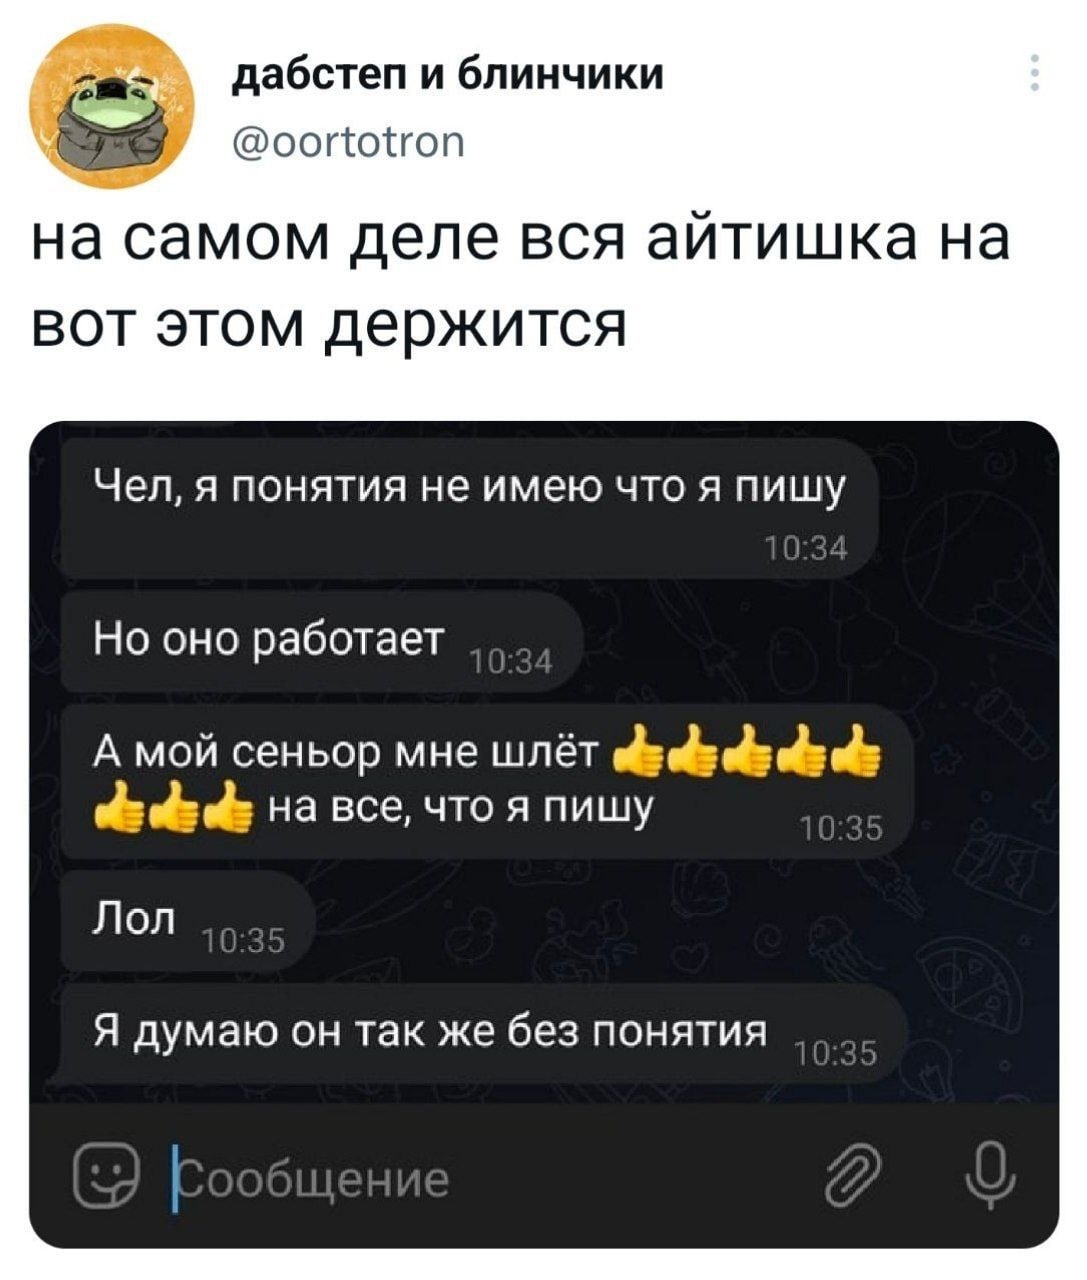 дабстеп и блинчики
@oortotron
на самом деле вся айтишка на
вот этом держится
Чел, я понятия не имею что я пишу
10:34
Но оно работает 10:34
А мой сеньор мне шлёт 👍👍👍👍👍
👍👍👍 на все, что я пишу 10:35
Лол 10:35
Я думаю он так же без понятия 10:35
Сообщение